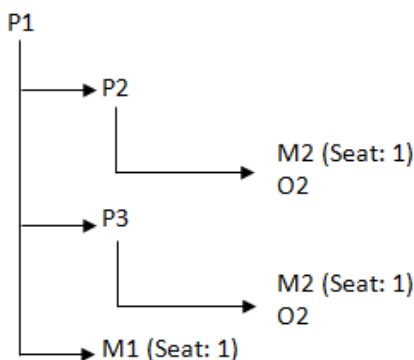 P1
P2
M2 (Seat: 1)
O2
P3
M2 (Seat: 1)
O2
M1 (Seat: 1)